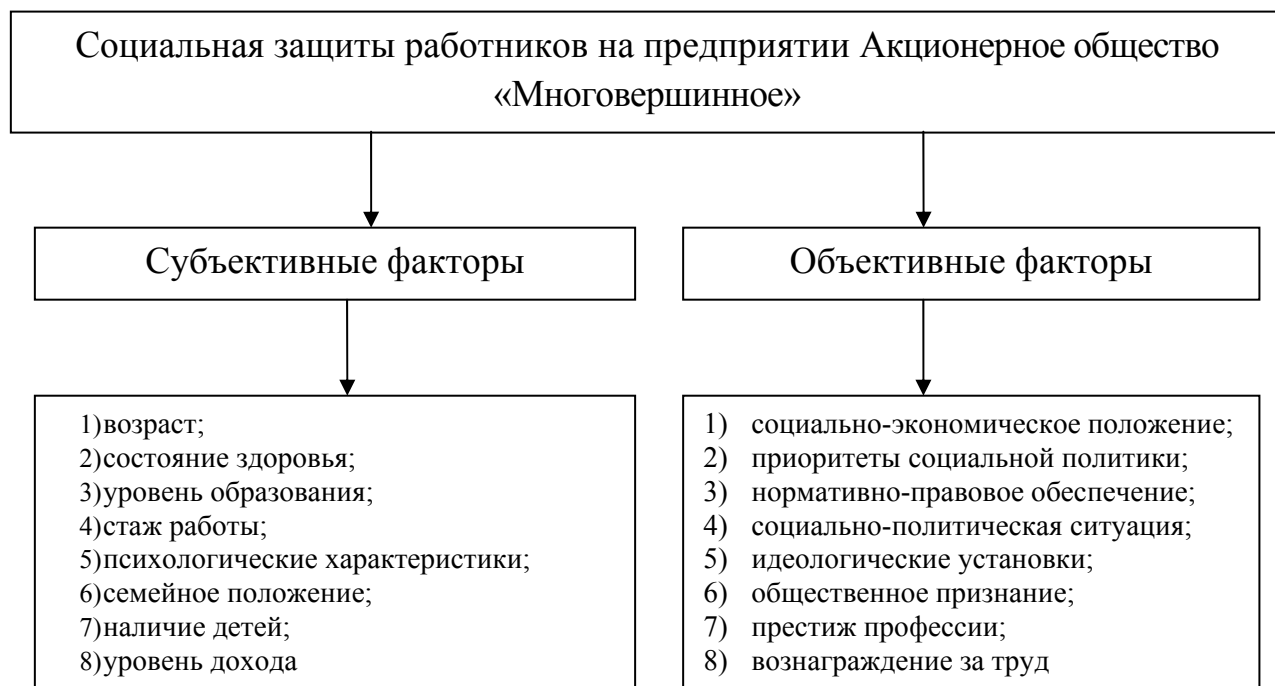 Социальная защиты работников на предприятии Акционерное общество
«Многовершинное»
Субъективные факторы
Объективные факторы
1)возраст;
2)состояние здоровья;
3)уровень образования;
4)стаж работы;
5)психологические характеристики;
6)семейное положение;
7)наличие детей;
8)уровень дохода
1) социально-экономическое положение;
2) приоритеты социальной политики;
3) нормативно-правовое обеспечение;
4) социально-политическая ситуация;
5) идеологические установки;
6) общественное признание;
7) престиж профессии;
8) вознаграждение за труд